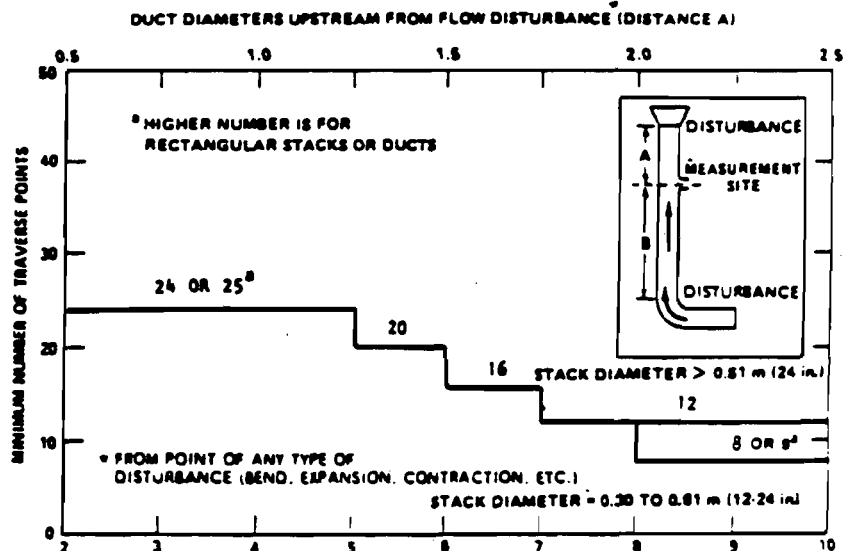 DUCT DIAMETERS UPSTREAM FROM FLOW DISTURBANCE* (DISTANCE A)
0.5 1.0 1.5 2.0 2.5
50
40
30
20
10
0
MINIMUM NUMBER OF TRAVERSE POINTS
a HIGHER NUMBER IS FOR
RECTANGULAR STACKS OR DUCTS
24 OR 25a
20
16
STACK DIAMETER > 0.61 m (24 in.)
12
8 OR 9a
A
B
DISTURBANCE
MEASUREMENT
SITE
DISTURBANCE
* FROM POINT OF ANY TYPE OF
DISTURBANCE (BEND, EXPANSION, CONTRACTION, ETC.)
STACK DIAMETER = 0.30 TO 0.61 m (12-24 in.)
2 3 4 5 6 7 8 9 10